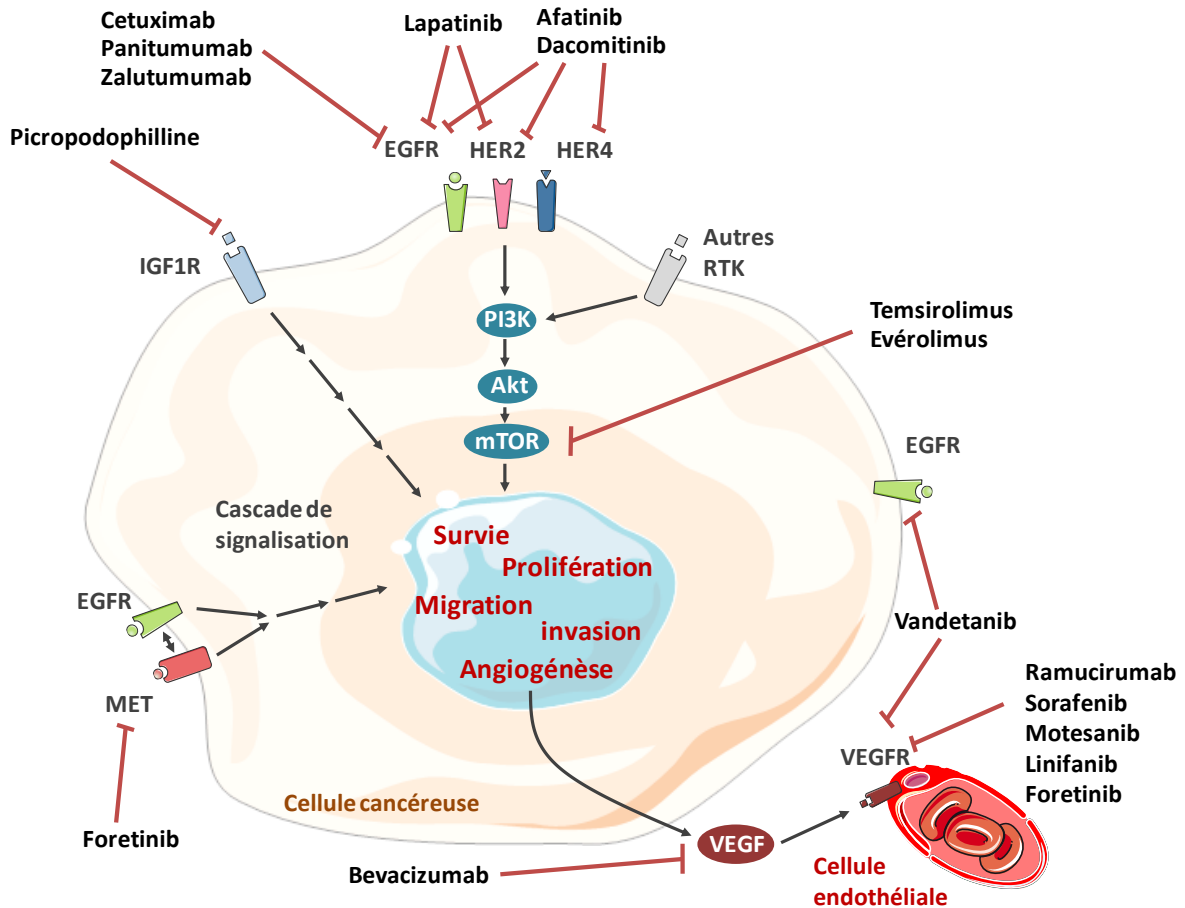 Cetuximab
Panitumumab
Zalutumumab
Lapatinib
Afatinib
Dacomitinib
Picropodophilline
EGFR
HER2
HER4
IGF1R
Autres
RTK
PI3K
Temsirolimus
Evérolimus
Akt
mTOR
EGFR
Cascade de
signalisation
Survie
Prolifération
Migration
invasion
Angiogénèse
EGFR
MET
Vandetanib
Ramucirumab
Sorafenib
Motesanib
Linifanib
Foretinib
VEGFR
Cellule cancéreuse
Foretinib
VEGF
Bevacizumab
Cellule
endothéliale